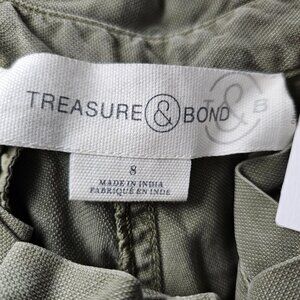 TREASURE & BOND
T & B
8
MADE IN INDIA
FABRIQUÉ EN INDE